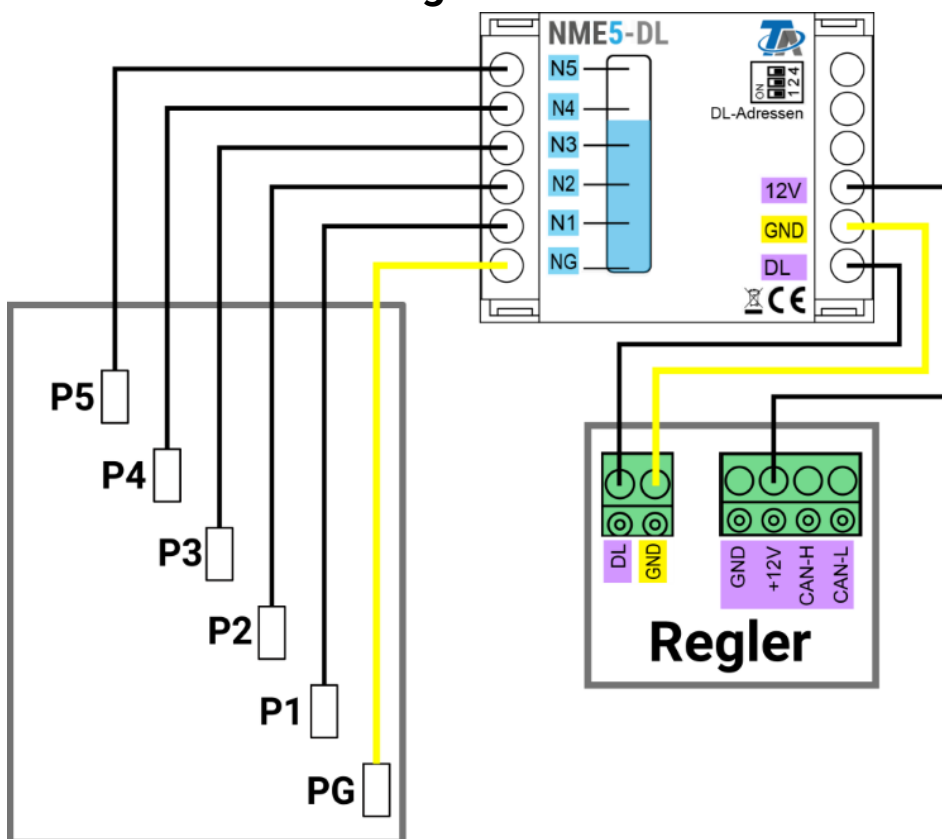 g
NME5-DL
TA
N5
N4
N3
N2
N1
NG
ON
1 2 4
DL-Adressen
12V
GND
DL
CE
P5
P4
P3
P2
P1
PG
DL
GND
GND
+12V
CAN-H
CAN-L
Regler